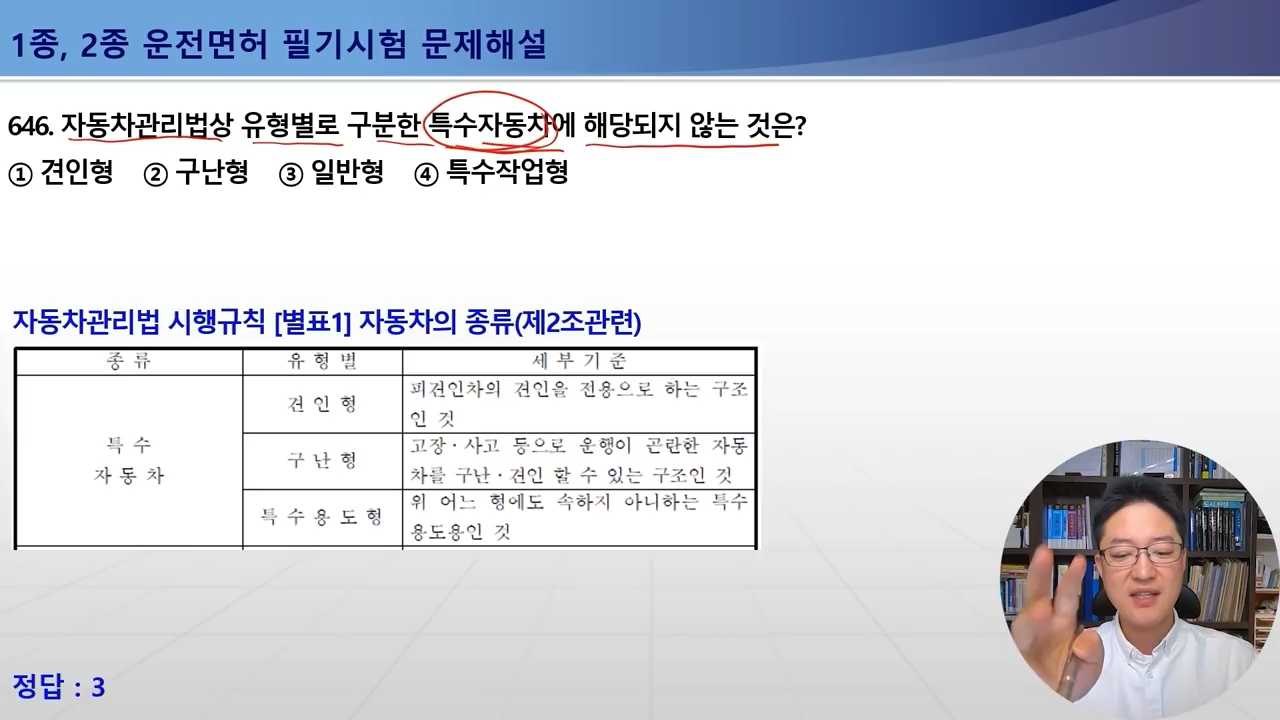 1종, 2종 운전면허 필기시험 문제해설
646. 자동차관리법상 유형별로 구분한 특수자동차에 해당되지 않는 것은?
① 견인형 ② 구난형 ③ 일반형 ④ 특수작업형
자동차관리법 시행규칙 [별표1] 자동차의 종류(제2조관련)
종 류 유 형 별 세 부 기 준
특 수
자 동 차
견 인 형
피견인차의 견인을 전용으로 하는 구조
인 것
구 난 형
고장·사고 등으로 운행이 곤란한 자동
차를 구난·견인 할 수 있는 구조인 것
특 수 용 도 형
위 어느 형에도 속하지 아니하는 특수
용도용인 것
정답 : 3